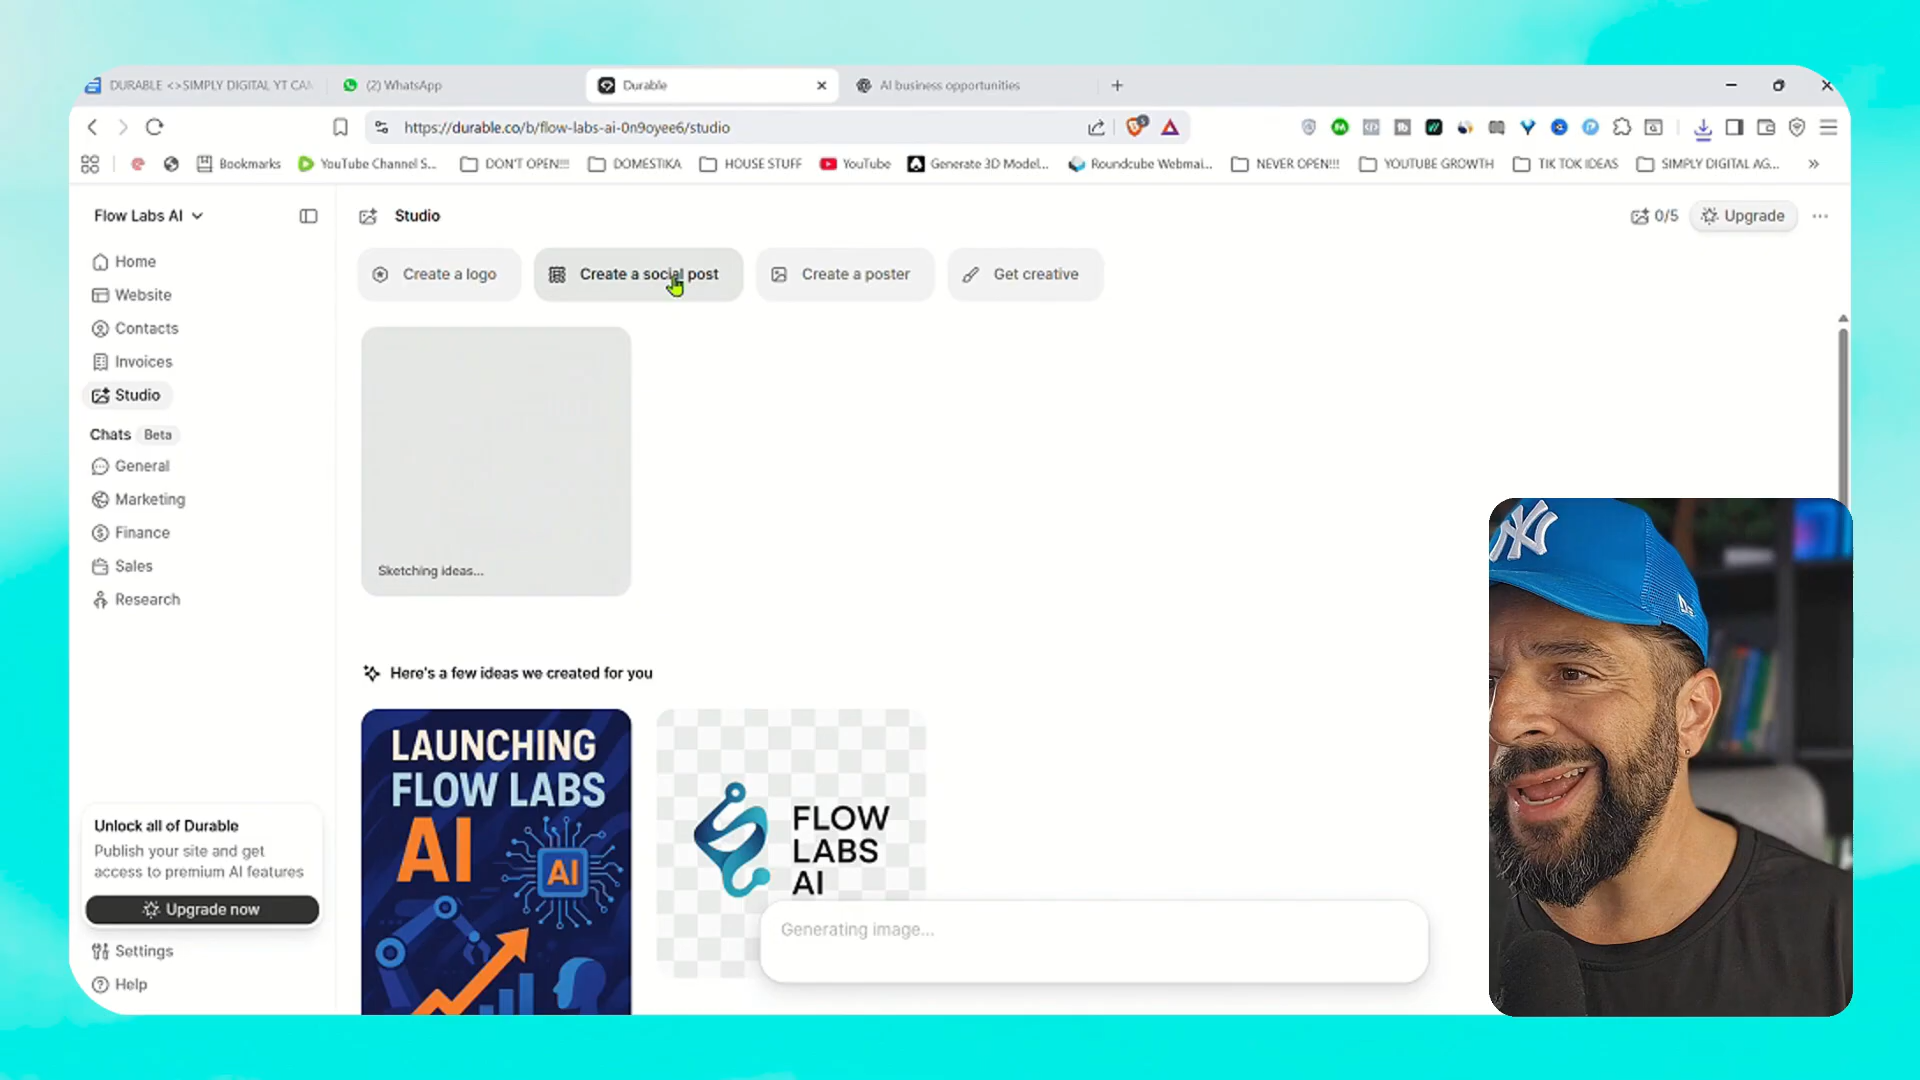 DURABLE <>SIMPLY DIGITAL YT CAM
(2) WhatsApp
Durable
AI business opportunities
https://durable.co/b/flow-labs-ai-0n9oyee6/studio
5
Bookmarks
YouTube Channel S...
DON'T OPEN!!!
DOMESTIKA
HOUSE STUFF
YouTube
Generate 3D Model...
Roundcube Webmai...
NEVER OPEN!!!
YOUTUBE GROWTH
TIK TOK IDEAS
SIMPLY DIGITAL AG...
Flow Labs AI
Studio
0/5
Upgrade
Home
Website
Contacts
Invoices
Studio
Chats
Beta
General
Marketing
Finance
Sales
Research
Create a logo
Create a social post
Create a poster
Get creative
Sketching ideas...
Here's a few ideas we created for you
LAUNCHING
FLOW LABS
AI
AI
FLOW
LABS
AI
Generating image...
Unlock all of Durable
Publish your site and get
access to premium AI features
Upgrade now
Settings
Help
NY